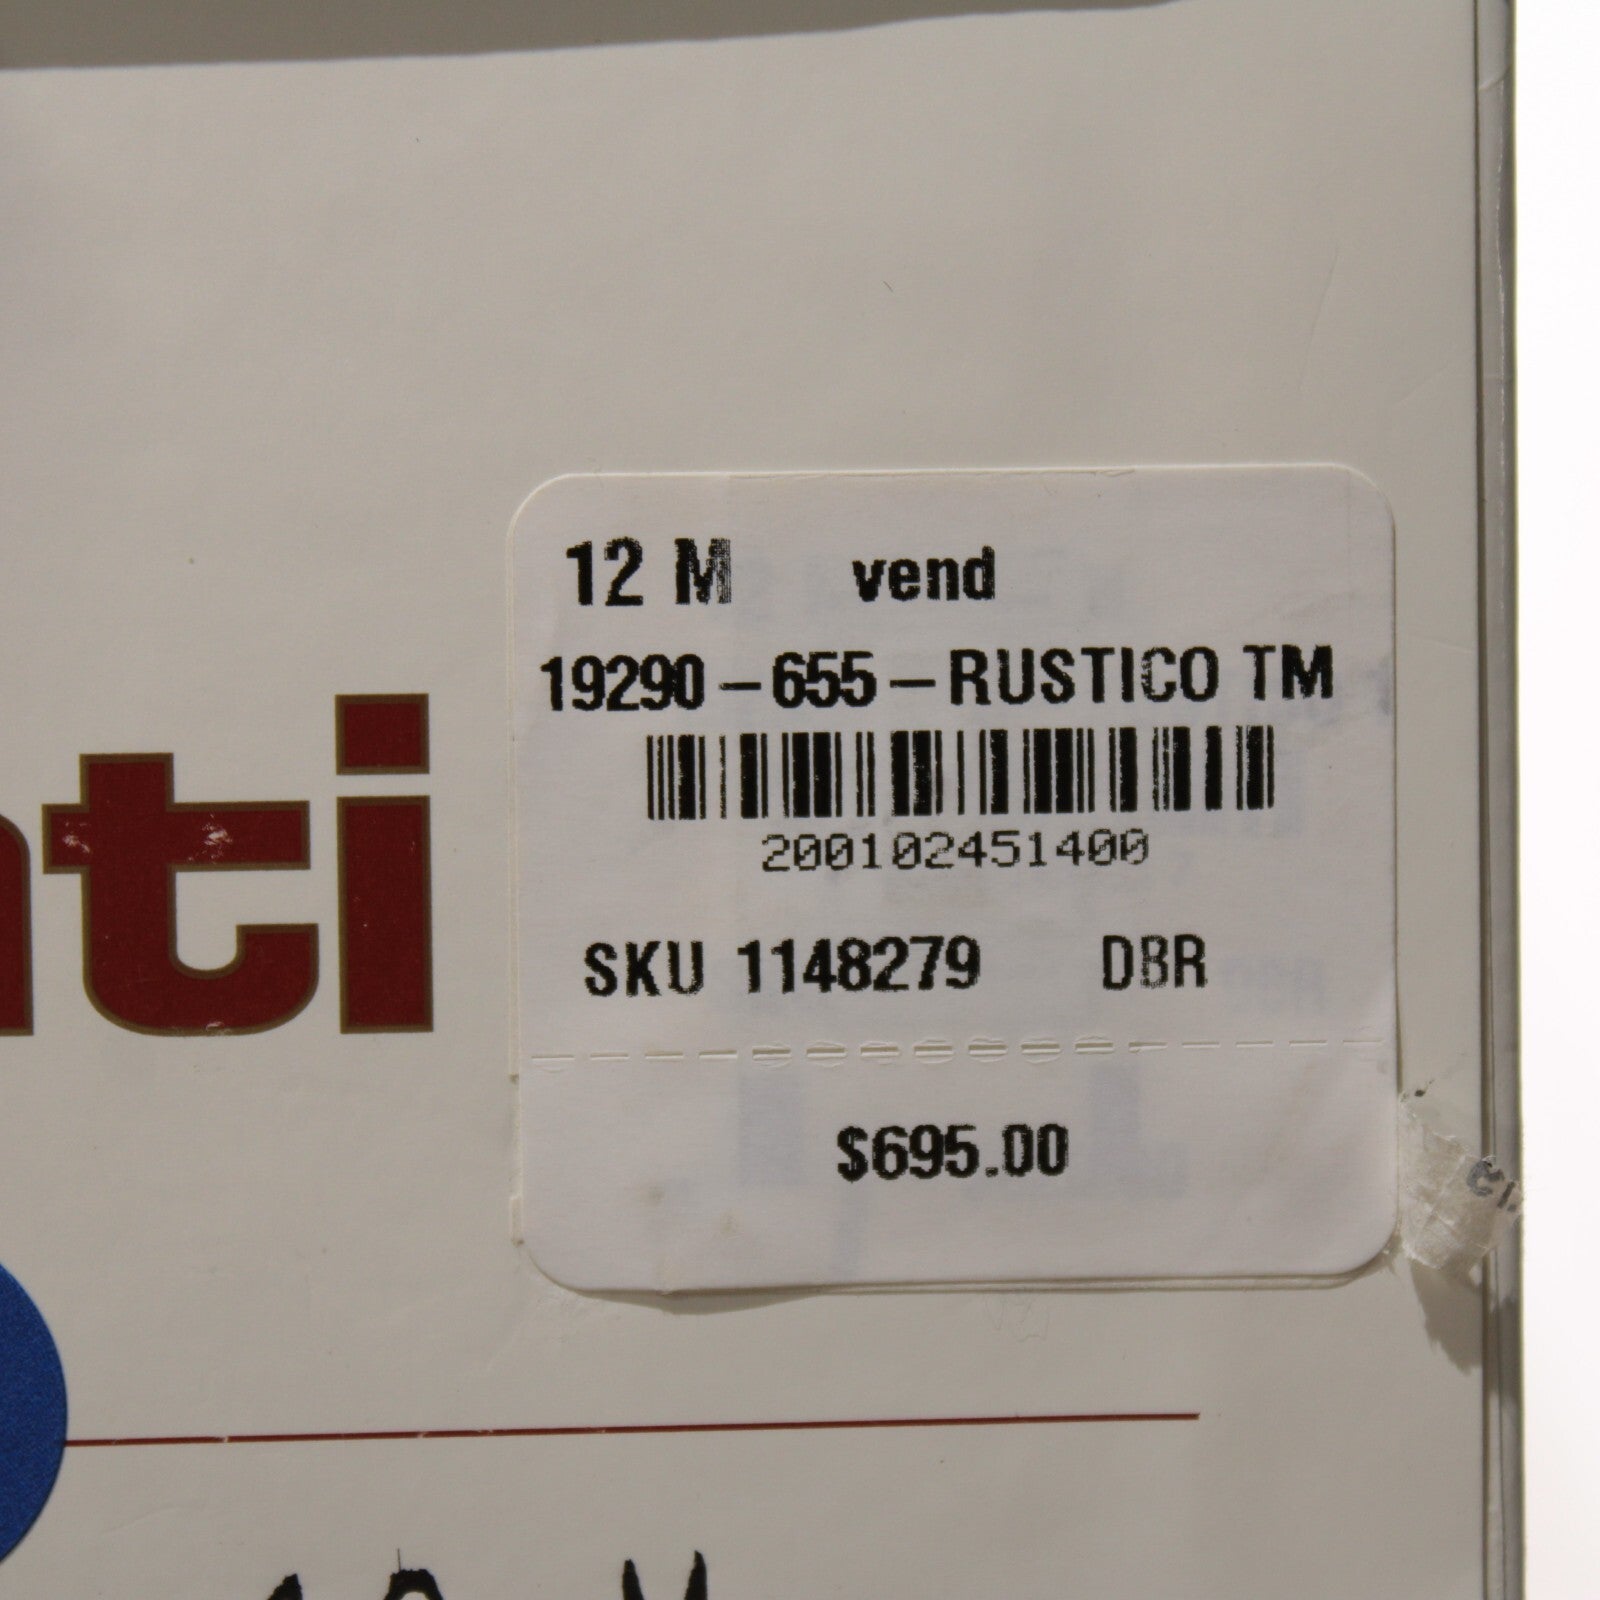 12 M vend
19290-655-RUSTICO TM
200102451400
SKU 1148279 DBR
$695.00
nti